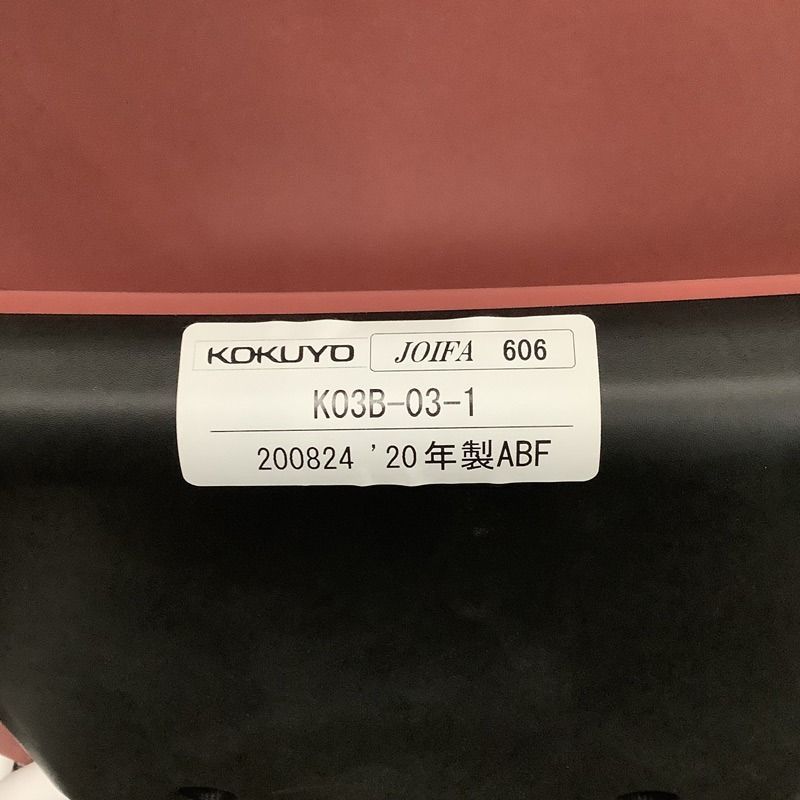 KOKUYO JOIFA 606
K03B-03-1
200824 '20年製ABF